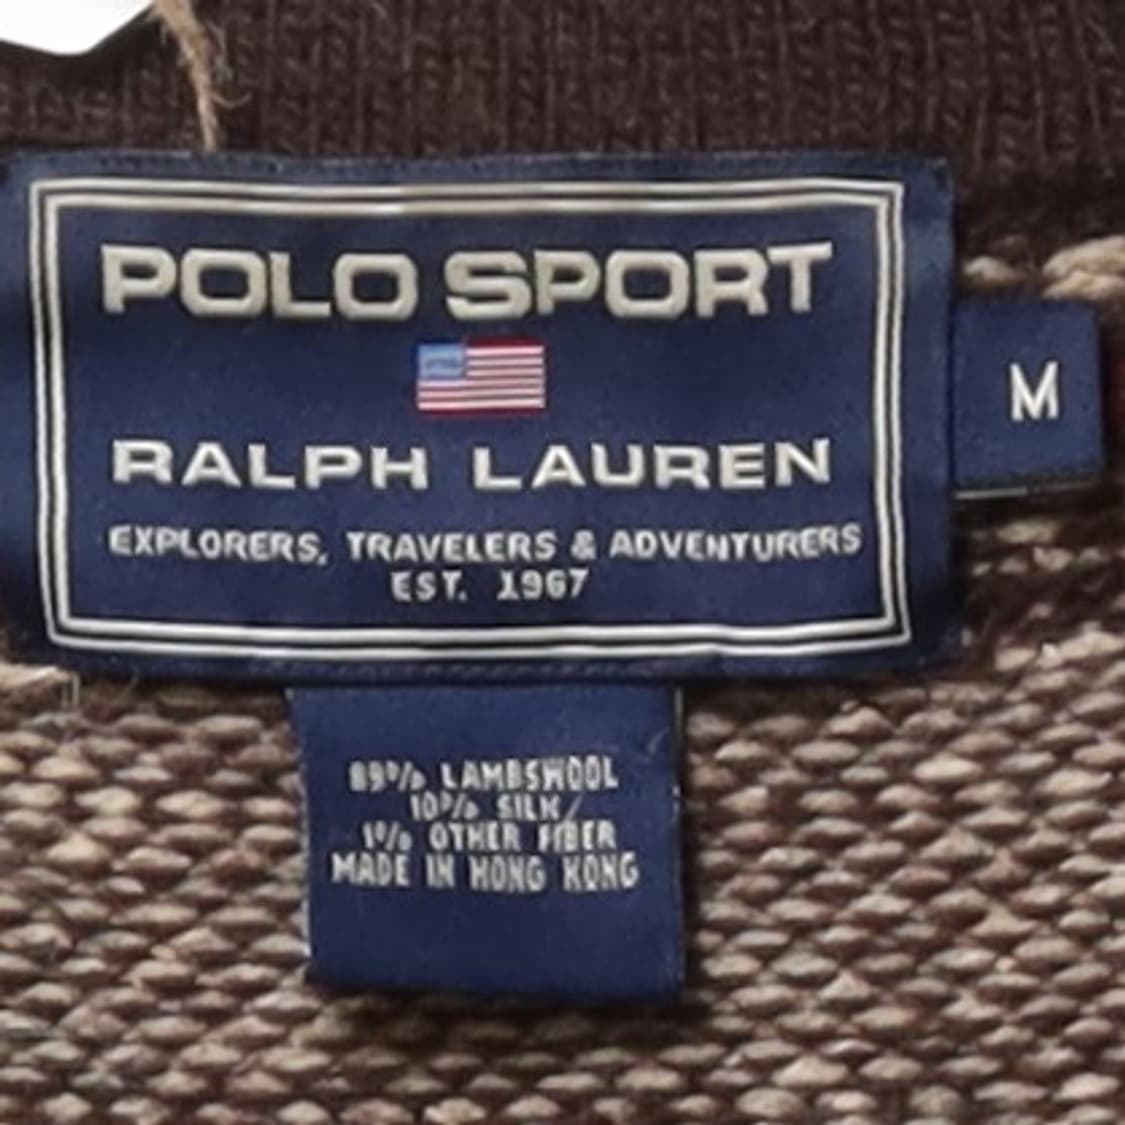 POLO SPORT
RALPH LAUREN
EXPLORERS, TRAVELERS & ADVENTURERS
EST. 1967
M
89% LAMBSWOOL
10% SILK
1% OTHER FIBER
MADE IN HONG KONG